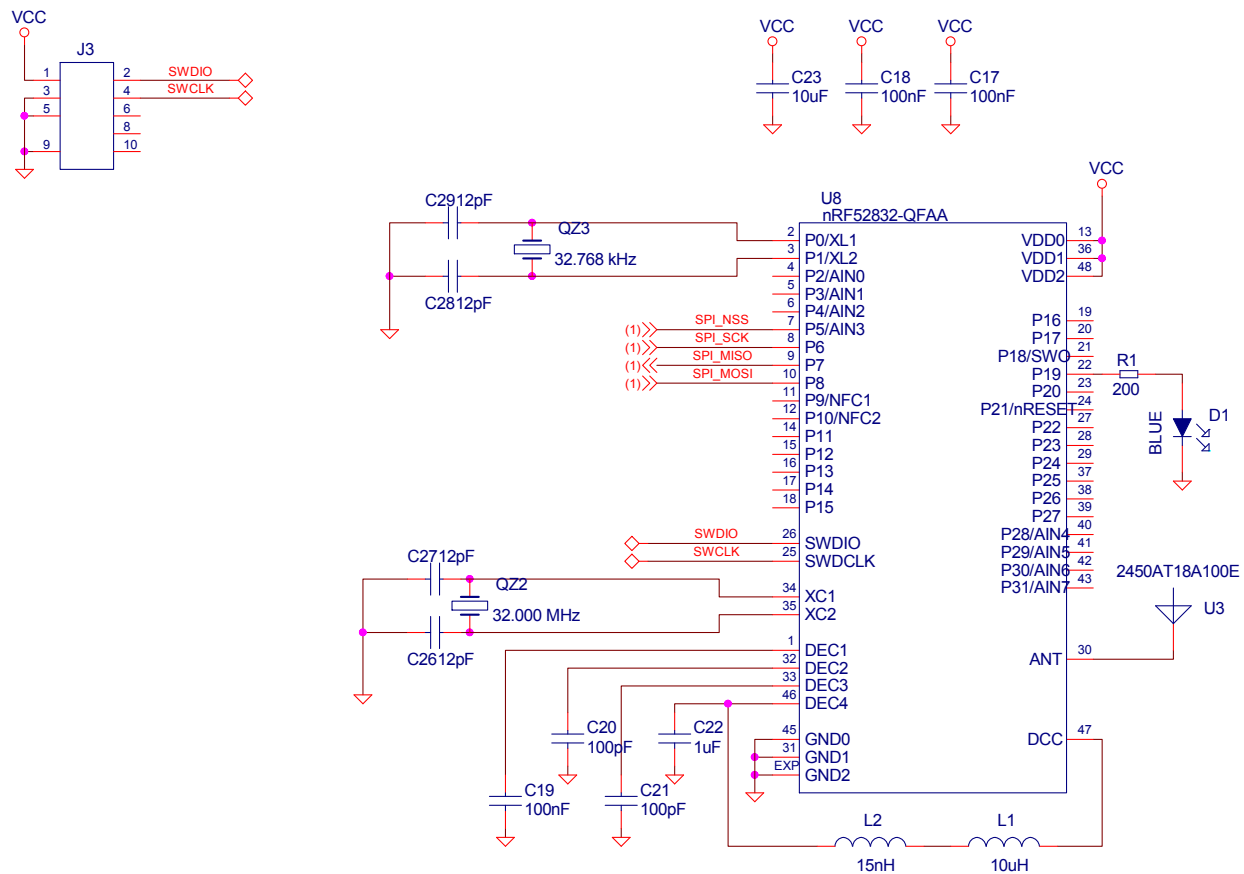 VCC
J3
1
2
SWDIO
3
4
SWCLK
5
6
8
9
10
VCC
VCC
VCC
C23
10uF
C18
100nF
C17
100nF
VCC
U8
nRF52832-QFAA
C2912pF
QZ3
32.768 kHz
C2812pF
2
P0/XL1
3
P1/XL2
4
P2/AIN0
5
P3/AIN1
6
P4/AIN2
(1)
SPI_NSS
7
P5/AIN3
(1)
SPI_SCK
8
P6
(1)
SPI_MISO
9
P7
(1)
SPI_MOSI
10
P8
11
P9/NFC1
12
P10/NFC2
14
P11
15
P12
16
P13
17
P14
18
P15
SWDIO
26
SWDIO
SWCLK
25
SWDCLK
C2712pF
QZ2
32.000 MHz
C2612pF
34
XC1
35
XC2
1
DEC1
32
DEC2
33
DEC3
46
DEC4
45
GND0
31
GND1
EXP
GND2
C20
100pF
C22
1uF
C19
100nF
C21
100pF
VDD0
13
VDD1
36
VDD2
48
P16
19
P17
20
P18/SWO
21
P19
22
P20
23
P21/nRESET
24
P22
27
P23
28
P24
29
P25
37
P26
38
P27
39
P28/AIN4
40
P29/AIN5
41
P30/AIN6
42
P31/AIN7
43
ANT
30
DCC
47
R1
200
BLUE
D1
2450AT18A100E
U3
L2
15nH
L1
10uH